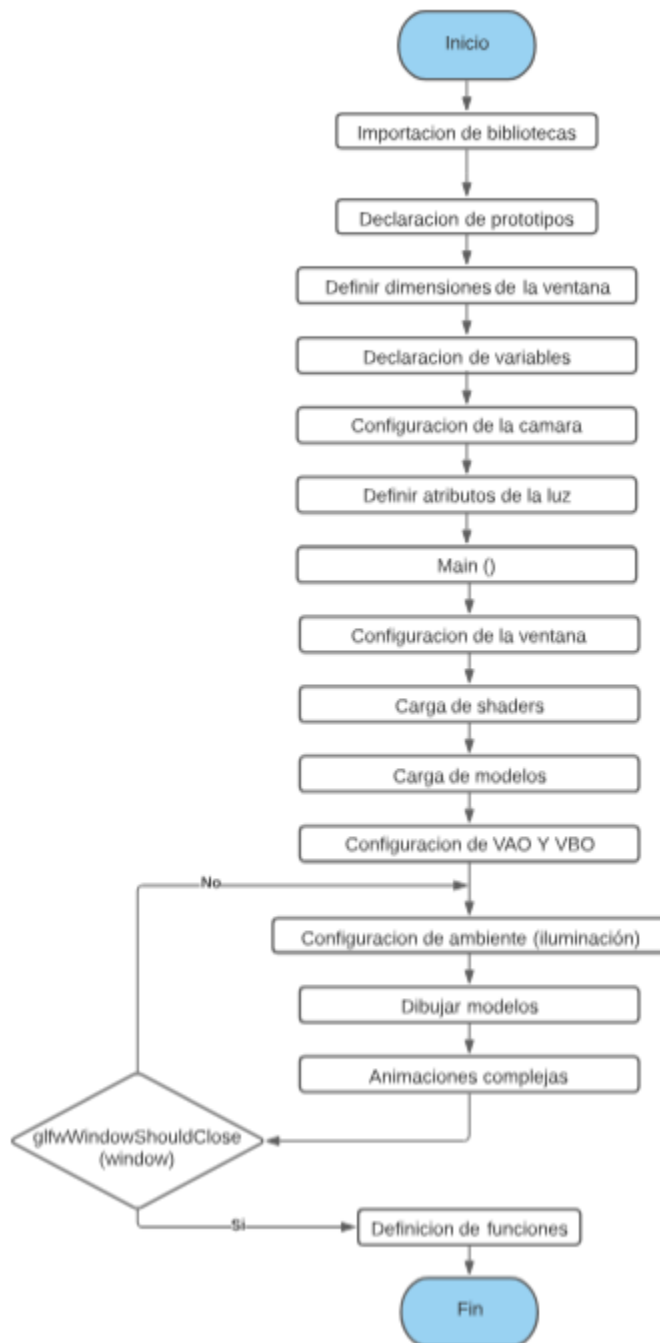 Inicio
Importacion de bibliotecas
Declaracion de prototipos
Definir dimensiones de la ventana
Declaracion de variables
Configuracion de la camara
Definir atributos de la luz
Main ()
Configuracion de la ventana
Carga de shaders
Carga de modelos
Configuracion de VAO Y VBO
No
Configuracion de ambiente (iluminación)
Dibujar modelos
Animaciones complejas
glfwWindowShouldClose
(window)
Si
Definicion de funciones
Fin